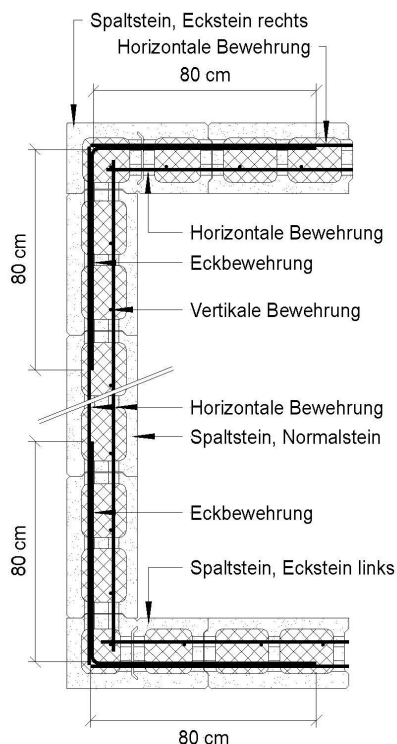 Spaltstein, Eckstein rechts
Horizontale Bewehrung
80 cm
80 cm
Horizontale Bewehrung
Eckbewehrung
Vertikale Bewehrung
Horizontale Bewehrung
Spaltstein, Normalstein
80 cm
Eckbewehrung
Spaltstein, Eckstein links
80 cm